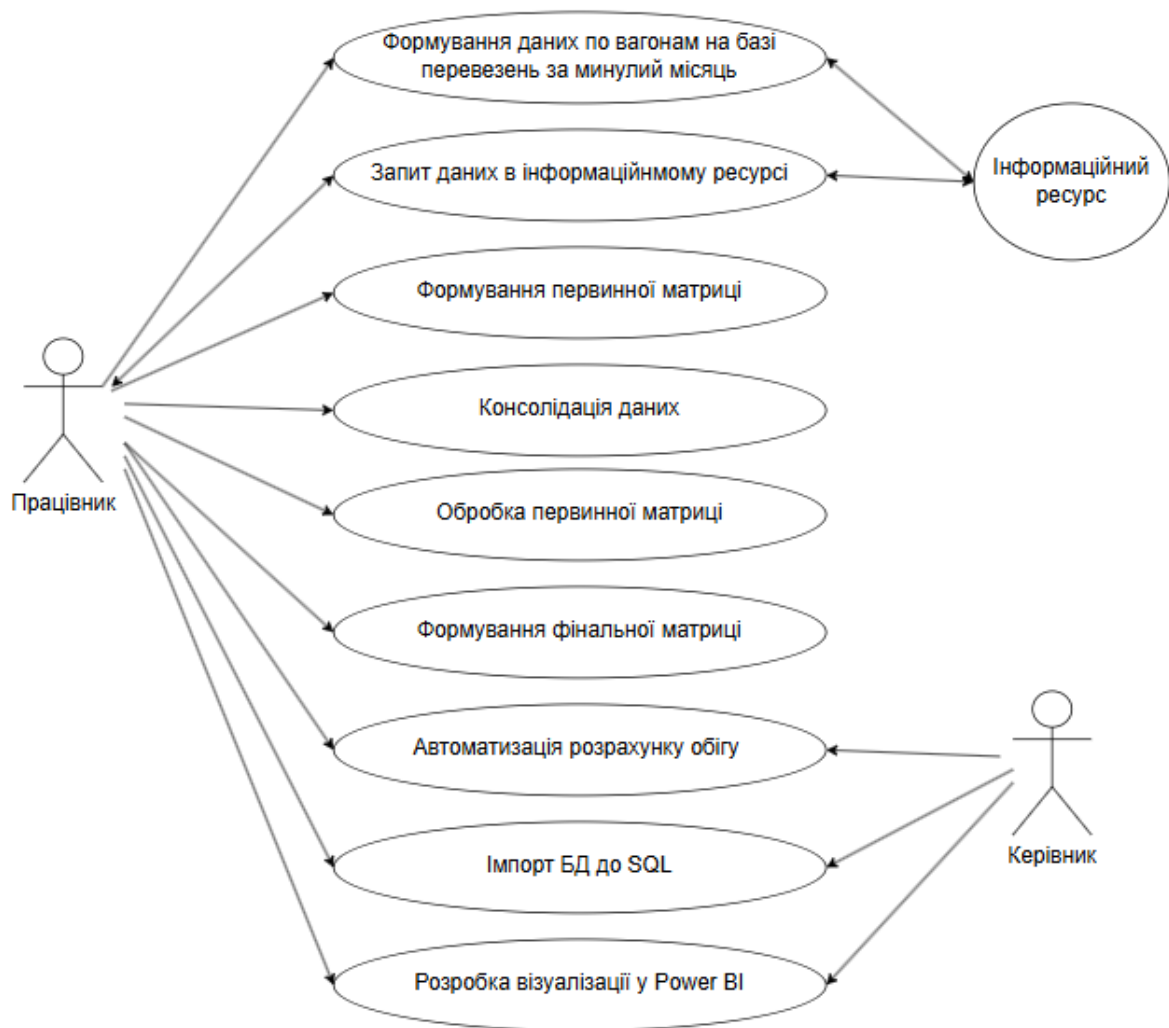 Формування даних по вагонам на базі
перевезень за минулий місяць
Запит даних в інформаційнмому ресурсі
Інформаційний
ресурс
Формування первинної матриці
Консолідація даних
Працівник
Обробка первинної матриці
Формування фінальної матриці
Автоматизація розрахунку обігу
Керівник
Імпорт БД до SQL
Розробка візуалізації у Power BI